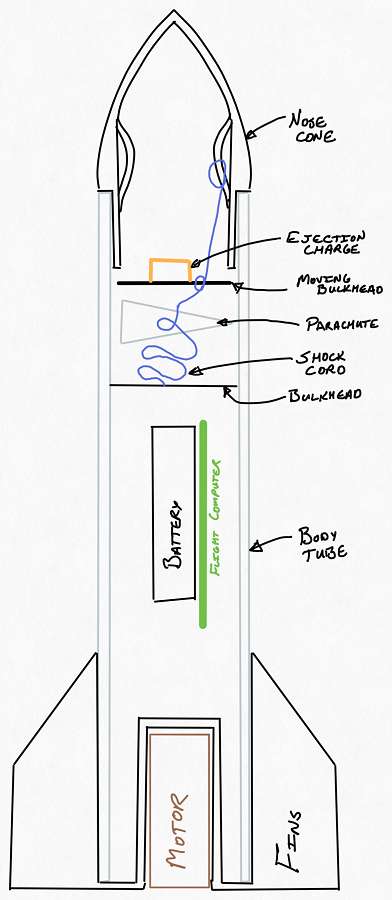 NOSE
CONE
EJECTION
CHARGE
MOVING
BULKHEAD
PARACHUTE
SHOCK
CORD
BULKHEAD
BATTERY
FLIGHT COMPUTER
BODY
TUBE
MOTOR
FINS